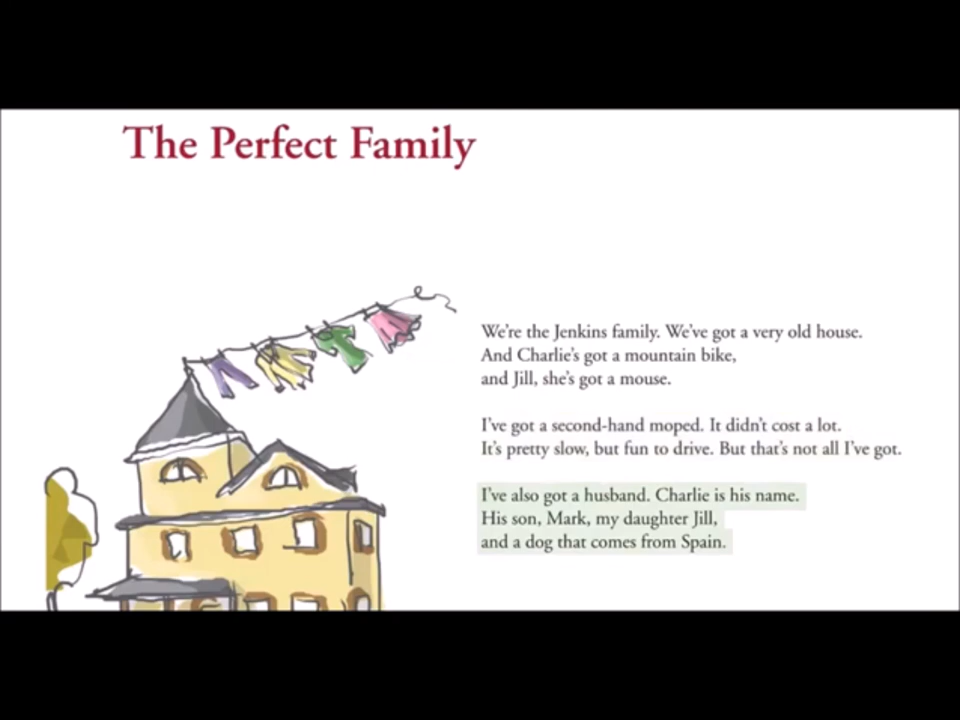 The Perfect Family
We're the Jenkins family. We've got a very old house.
And Charlie's got a mountain bike,
and Jill, she's got a mouse.
I've got a second-hand moped. It didn't cost a lot.
It's pretty slow, but fun to drive. But that's not all I've got.
I've also got a husband. Charlie is his name.
His son, Mark, my daughter Jill,
and a dog that comes from Spain.